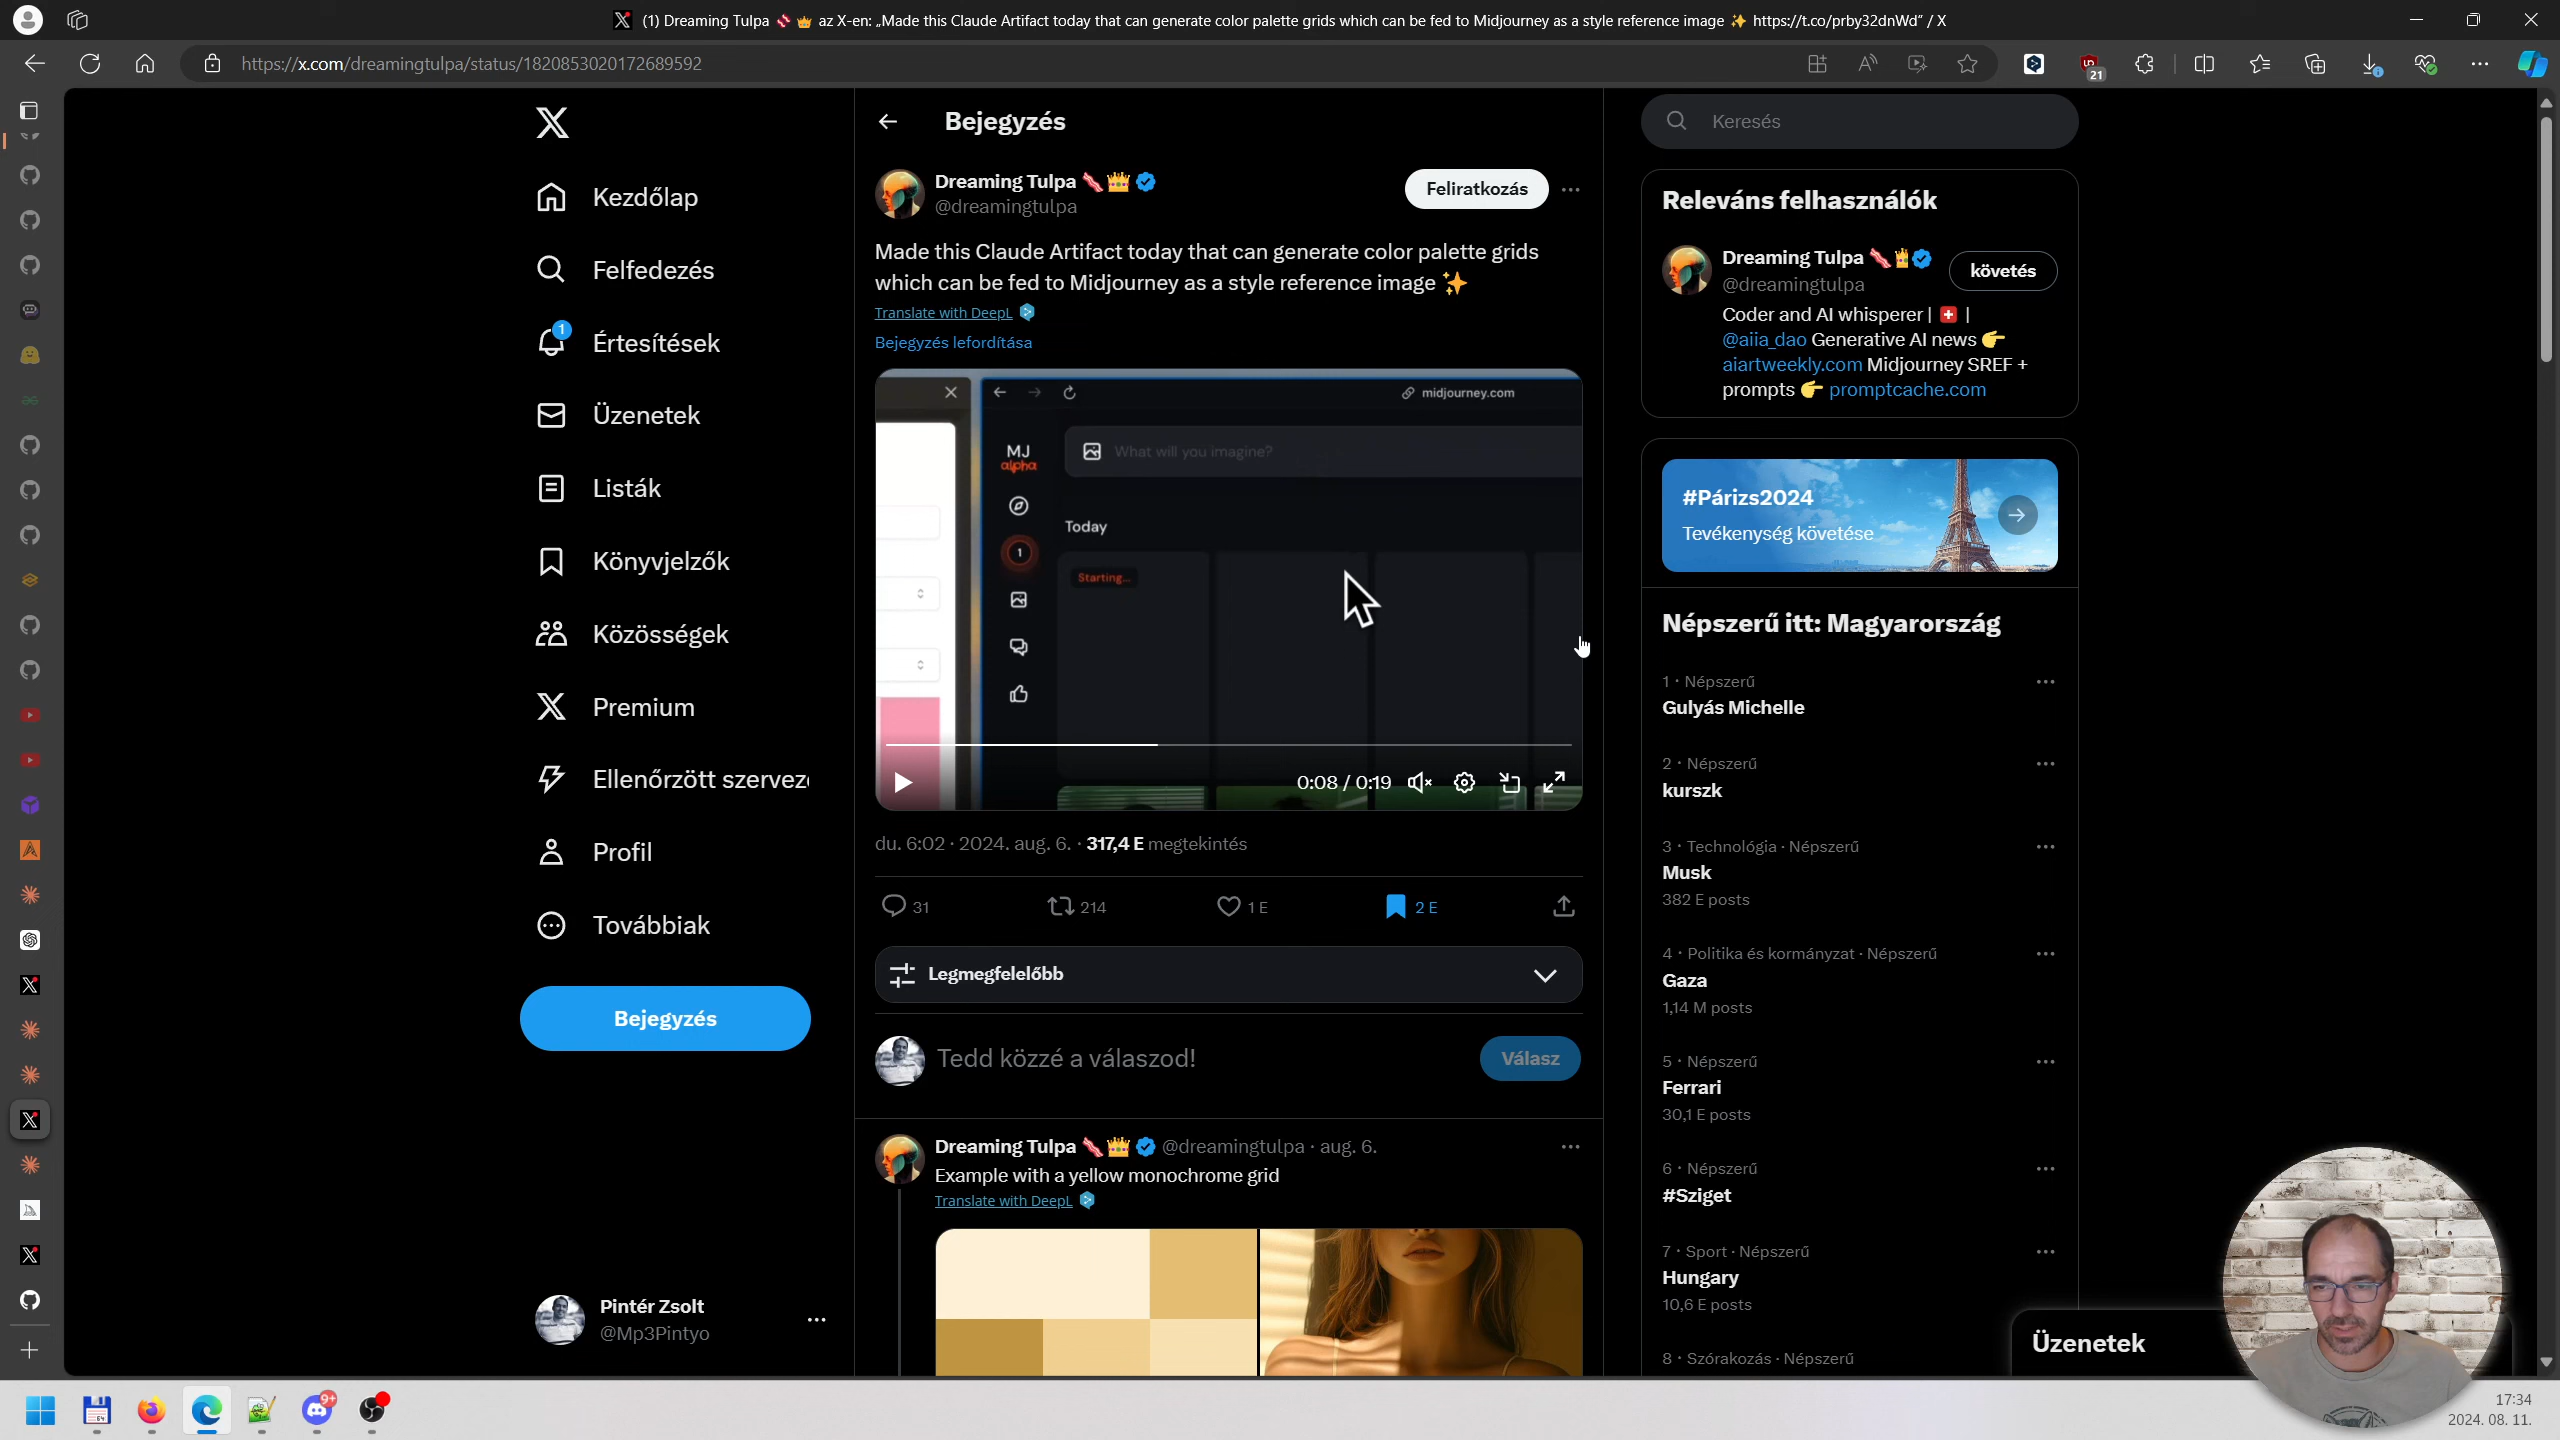 (1) Dreaming Tulpa 🥓 👑 az X-en: „Made this Claude Artifact today that can generate color palette grids which can be fed to Midjourney as a style reference image ✨ https://t.co/prby32dnWd” / X
https://x.com/dreamingtulpa/status/1820853020172689592
21
Kezdőlap
Felfedezés
1
Értesítések
Üzenetek
Listák
Könyvjelzők
Közösségek
Premium
Profil
Továbbiak
Bejegyzés
Pintér Zsolt
@Mp3Pintyo
Bejegyzés
Dreaming Tulpa 🥓👑
@dreamingtulpa
Feliratkozás
Made this Claude Artifact today that can generate color palette grids
which can be fed to Midjourney as a style reference image ✨
Translate with DeepL
Bejegyzés lefordítása
midjourney.com
MJ
alpha
What will you imagine?
Today
1
Starting...
0:08 / 0:19
du. 6:02 · 2024. aug. 6. · 317,4 E megtekintés
31
214
1 E
2 E
Legmegfelelőbb
Tedd közzé a válaszod!
Válasz
Dreaming Tulpa 🥓👑 @dreamingtulpa · aug. 6.
Example with a yellow monochrome grid
Translate with DeepL
Keresés
Releváns felhasználók
Dreaming Tulpa 🥓👑
@dreamingtulpa
követés
Coder and AI whisperer | 🇨🇭 |
@aiia_dao Generative AI news 👉
aiartweekly.com Midjourney SREF +
prompts 👉 promptcache.com
#Párizs2024
Tevékenység követése
Népszerű itt: Magyarország
1 · Népszerű
Gulyás Michelle
2 · Népszerű
kurszk
3 · Technológia · Népszerű
Musk
382 E posts
4 · Politika és kormányzat · Népszerű
Gaza
1,14 M posts
5 · Népszerű
Ferrari
30,1 E posts
6 · Népszerű
#Sziget
7 · Sport · Népszerű
Hungary
10,6 E posts
8 · Szórakozás · Népszerű
Üzenetek
64
9+
17:34
2024. 08. 11.